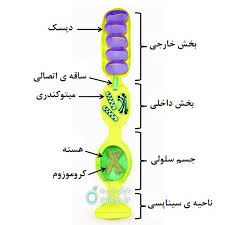 دیسک
بخش خارجی
ساقه ی اتصالی
میتوکندری
بخش داخلی
هسته
جسم سلولی
کروموزوم
ناحیه ی سیناپسی